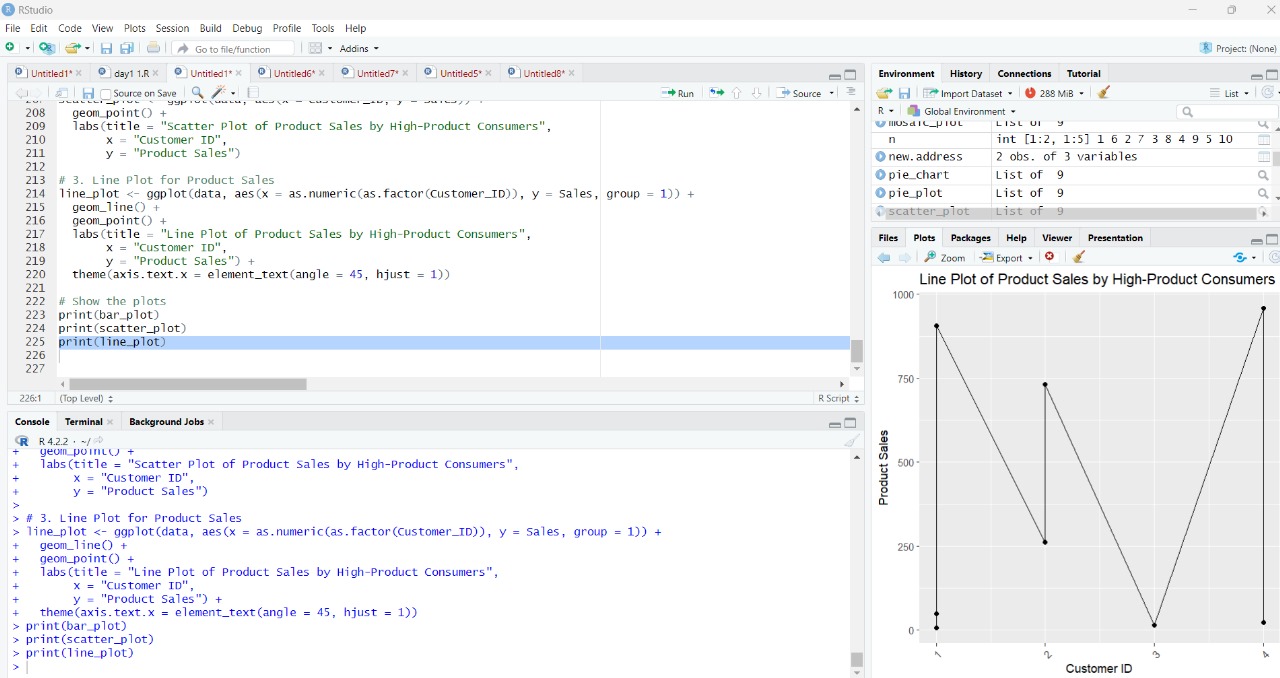 RStudio
File Edit Code View Plots Session Build Debug Profile Tools Help
Go to file/function Addins Project: (None)
Untitled1* day1 1.R Untitled1* Untitled6* Untitled7* Untitled5* Untitled8*
Source on Save Run Source
208 geom_point() +
209 labs(title = "Scatter Plot of Product Sales by High-Product Consumers",
210 x = "Customer ID",
211 y = "Product Sales")
212
213 # 3. Line Plot for Product Sales
214 line_plot <- ggplot(data, aes(x = as.numeric(as.factor(Customer_ID)), y = Sales, group = 1)) +
215 geom_line() +
216 geom_point() +
217 labs(title = "Line Plot of Product Sales by High-Product Consumers",
218 x = "Customer ID",
219 y = "Product Sales") +
220 theme(axis.text.x = element_text(angle = 45, hjust = 1))
221
222 # Show the plots
223 print(bar_plot)
224 print(scatter_plot)
225 print(line_plot)
226
227
226:1 (Top Level) R Script
Console Terminal Background Jobs
R 4.2.2 · ~/
+ geom_point() +
+ labs(title = "Scatter Plot of Product Sales by High-Product Consumers",
+ x = "Customer ID",
+ y = "Product Sales")
>
> # 3. Line Plot for Product Sales
> line_plot <- ggplot(data, aes(x = as.numeric(as.factor(Customer_ID)), y = Sales, group = 1)) +
+ geom_line() +
+ geom_point() +
+ labs(title = "Line Plot of Product Sales by High-Product Consumers",
+ x = "Customer ID",
+ y = "Product Sales") +
+ theme(axis.text.x = element_text(angle = 45, hjust = 1))
> print(bar_plot)
> print(scatter_plot)
> print(line_plot)
>
Environment History Connections Tutorial
Import Dataset 288 MiB List
R Global Environment
mosaic_plot List of 9
n int [1:2, 1:5] 1 6 2 7 3 8 4 9 5 10
new.address 2 obs. of 3 variables
pie_chart List of 9
pie_plot List of 9
scatter_plot List of 9
Files Plots Packages Help Viewer Presentation
Zoom Export
Line Plot of Product Sales by High-Product Consumers
1000
750
500
250
0
Product Sales
1 2 3 4
Customer ID